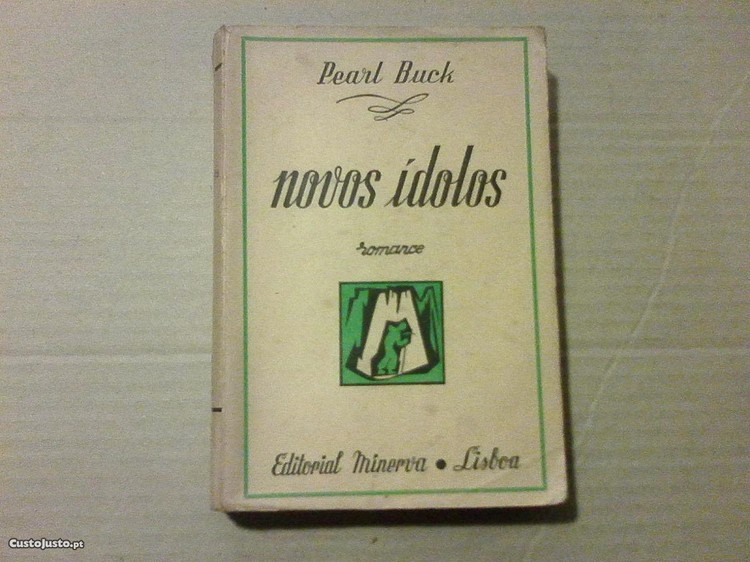 Pearl Buck
novos ídolos
romance
Editorial Minerva • Lisboa
CustoJusto.pt